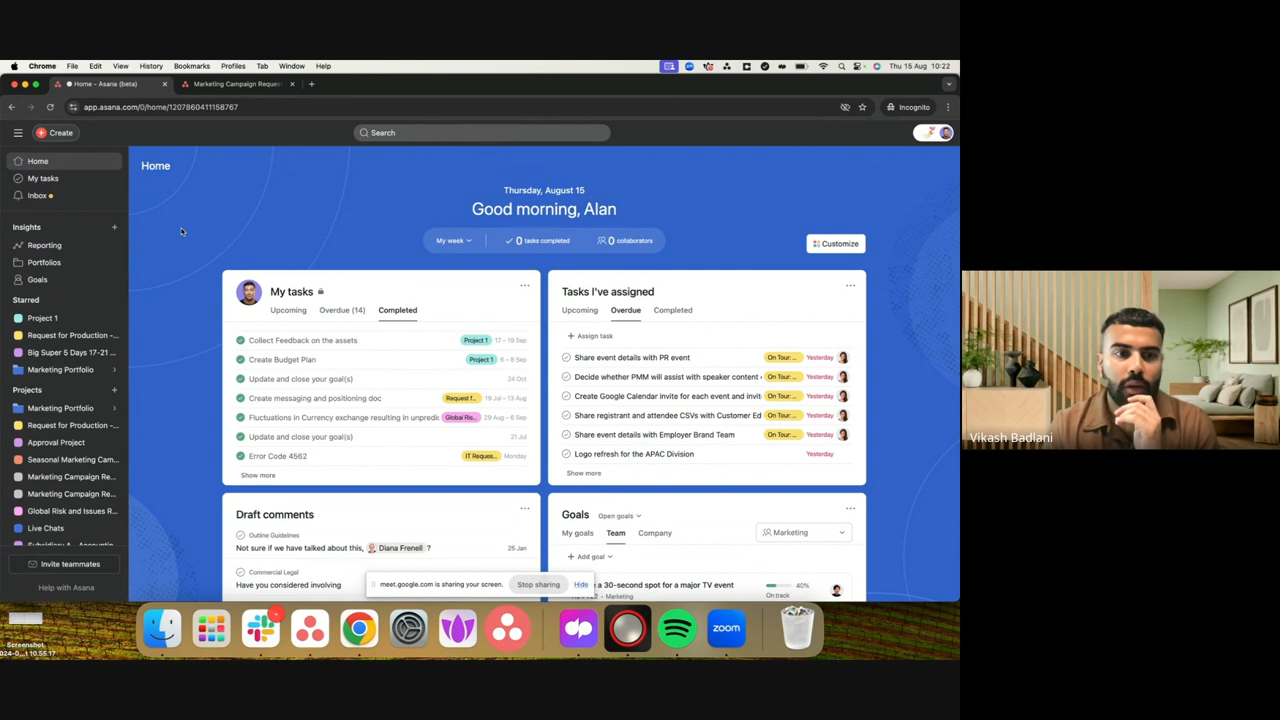 Chrome File Edit View History Bookmarks Profiles Tab Window Help Thu 15 Aug 10:22
Home - Asana (beta) Marketing Campaign Reques
app.asana.com/0/home/1207860411158767 Incognito
Create Search
Home
My tasks
Inbox
Insights
Reporting
Portfolios
Goals
Starred
Project 1
Request for Production -...
Big Super 5 Days 17-21 ...
Marketing Portfolio
Projects
Marketing Portfolio
Request for Production -...
Approval Project
Seasonal Marketing Cam...
Marketing Campaign Re...
Marketing Campaign Re...
Global Risk and Issues R...
Live Chats
Invite teammates
Help with Asana
Home
Thursday, August 15
Good morning, Alan
My week 0 tasks completed 0 collaborators
Customize
My tasks
Upcoming Overdue (14) Completed
Collect Feedback on the assets Project 1 17 – 19 Sep
Create Budget Plan Project 1 6 – 8 Sep
Update and close your goal(s) 24 Oct
Create messaging and positioning doc Request f... 19 Jul – 13 Aug
Fluctuations in Currency exchange resulting in unpredic Global Ris... 29 Aug – 6 Sep
Update and close your goal(s) 21 Jul
Error Code 4562 IT Reques... Monday
Show more
Tasks I've assigned
Upcoming Overdue Completed
Assign task
Share event details with PR event On Tour: ... Yesterday
Decide whether PMM will assist with speaker content On Tour: ... Yesterday
Create Google Calendar invite for each event and invit On Tour: ... Yesterday
Share registrant and attendee CSVs with Customer Ed On Tour: ... Yesterday
Share event details with Employer Brand Team On Tour: ... Yesterday
Logo refresh for the APAC Division Yesterday
Show more
Draft comments
Outline Guidelines
Not sure if we have talked about this, Diana Frenell ? 25 Jan
Commercial Legal
Have you considered involving
Goals Open goals
My goals Team Company Marketing
Add goal
e a 30-second spot for a major TV event 40%
Marketing On track
meet.google.com is sharing your screen. Stop sharing Hide
zoom
Screenshot
Vikash Badlani